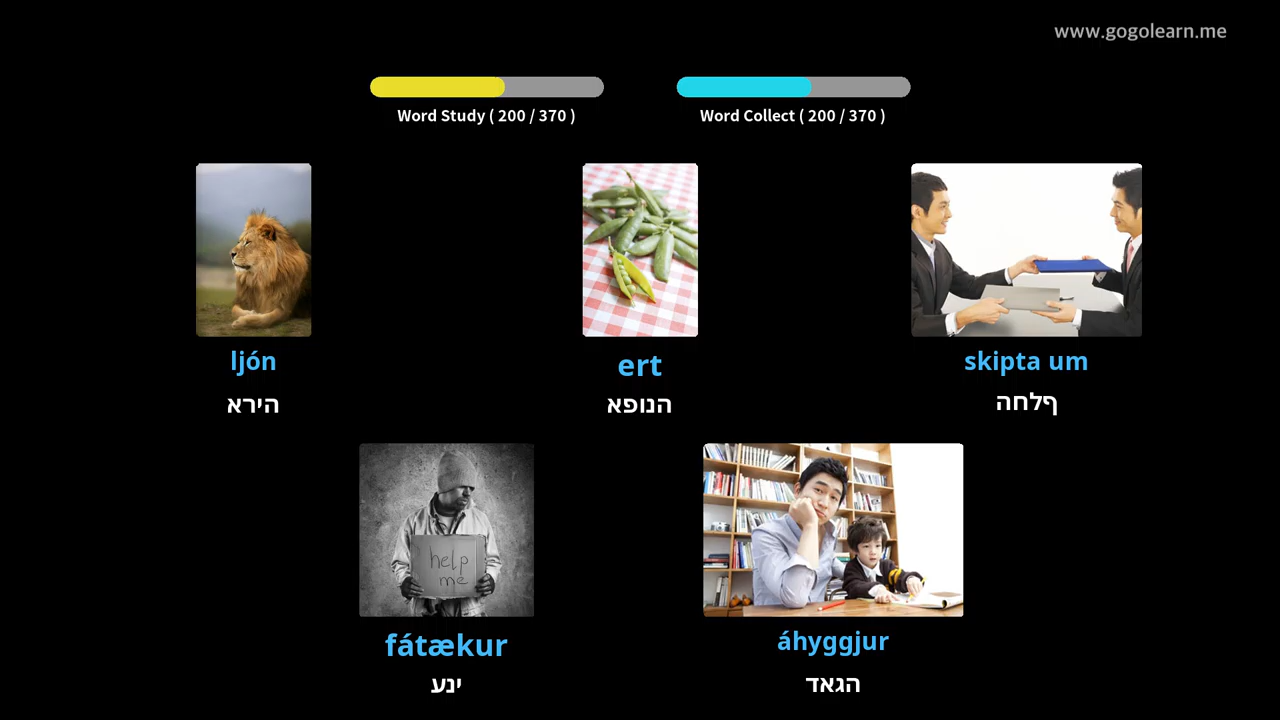 www.gogolearn.me
Word Study ( 200 / 370 )
Word Collect ( 200 / 370 )
ljón
הירא
ert
הנופא
skipta um
ףלחה
help
me
fátækur
ינע
áhyggjur
הגאד